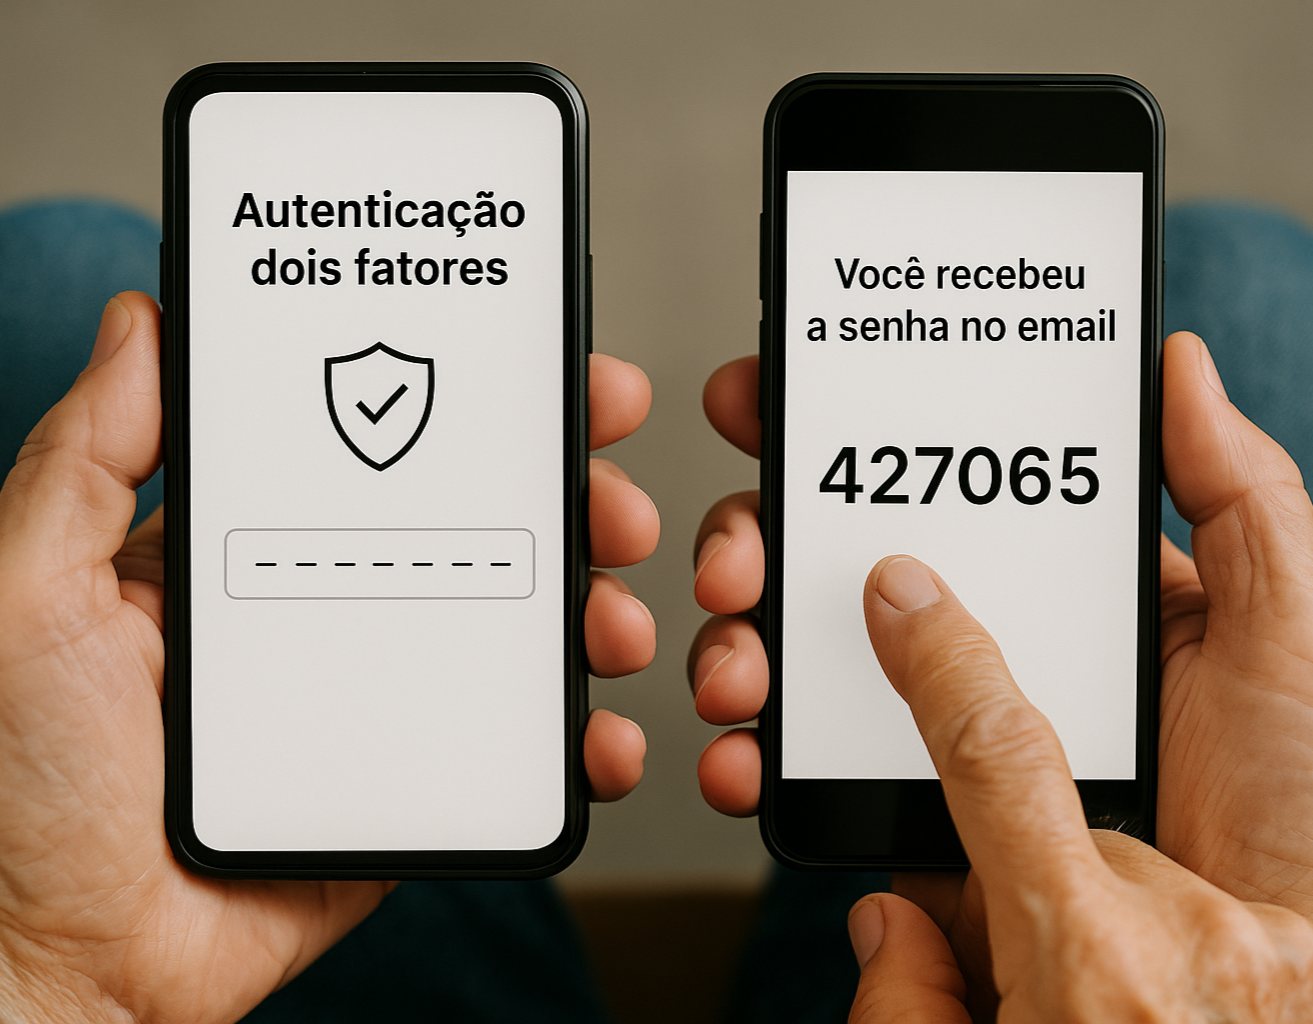 Autenticação
dois fatores
_ _ _ _ _ _ _
Você recebeu
a senha no email
427065